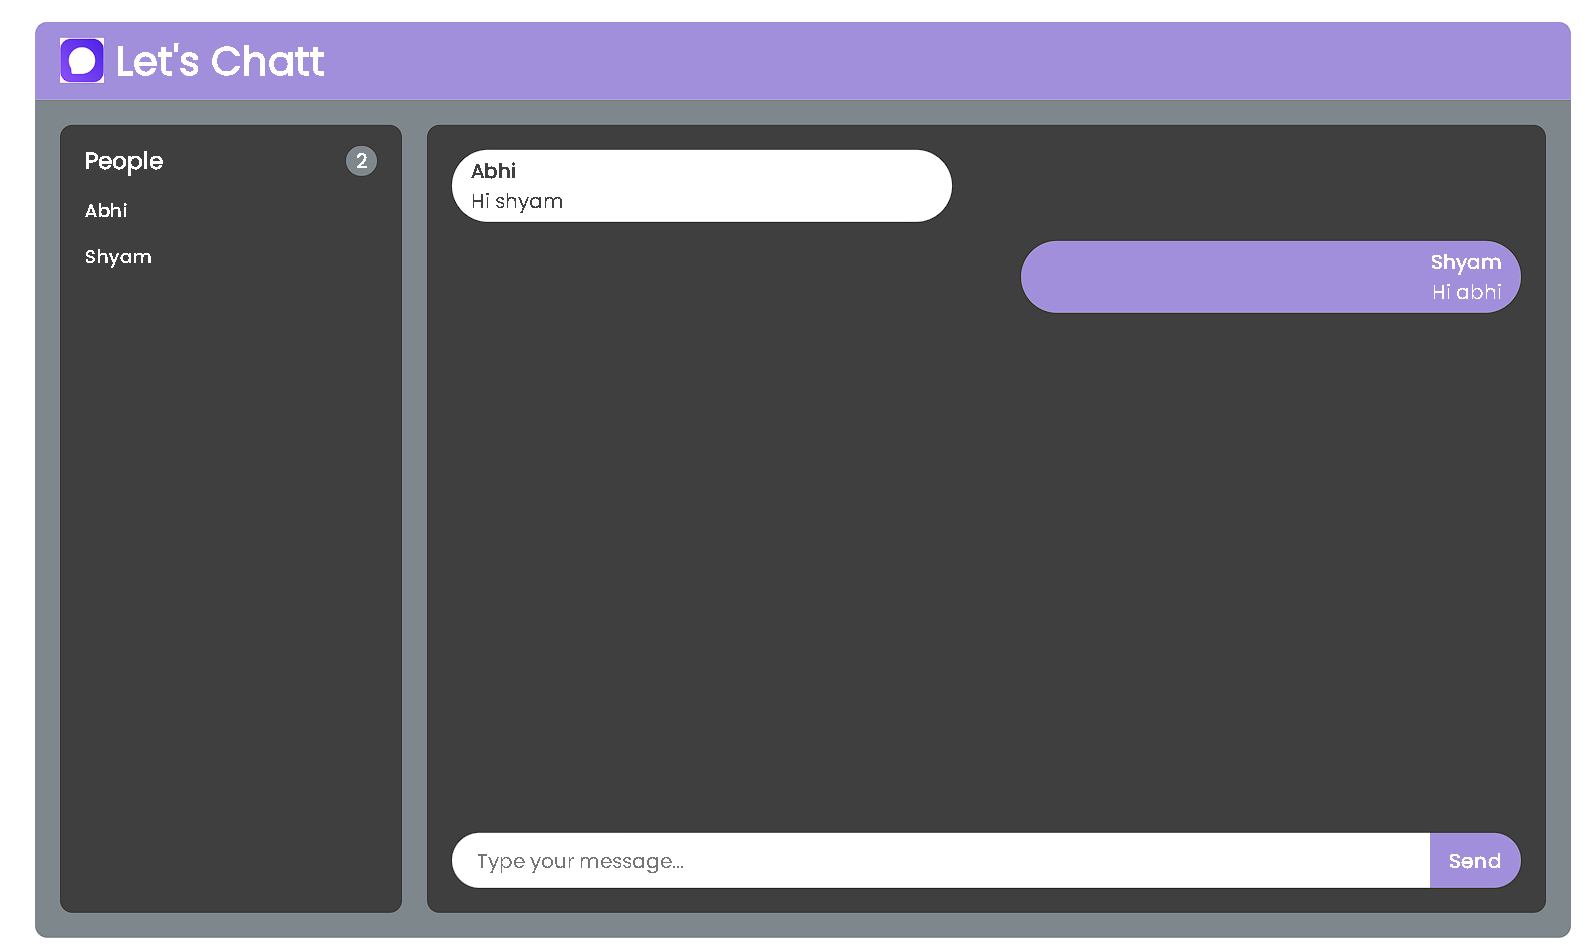 Let's Chatt
People 2
Abhi
Shyam
Abhi
Hi shyam
Shyam
Hi abhi
Type your message...
Send